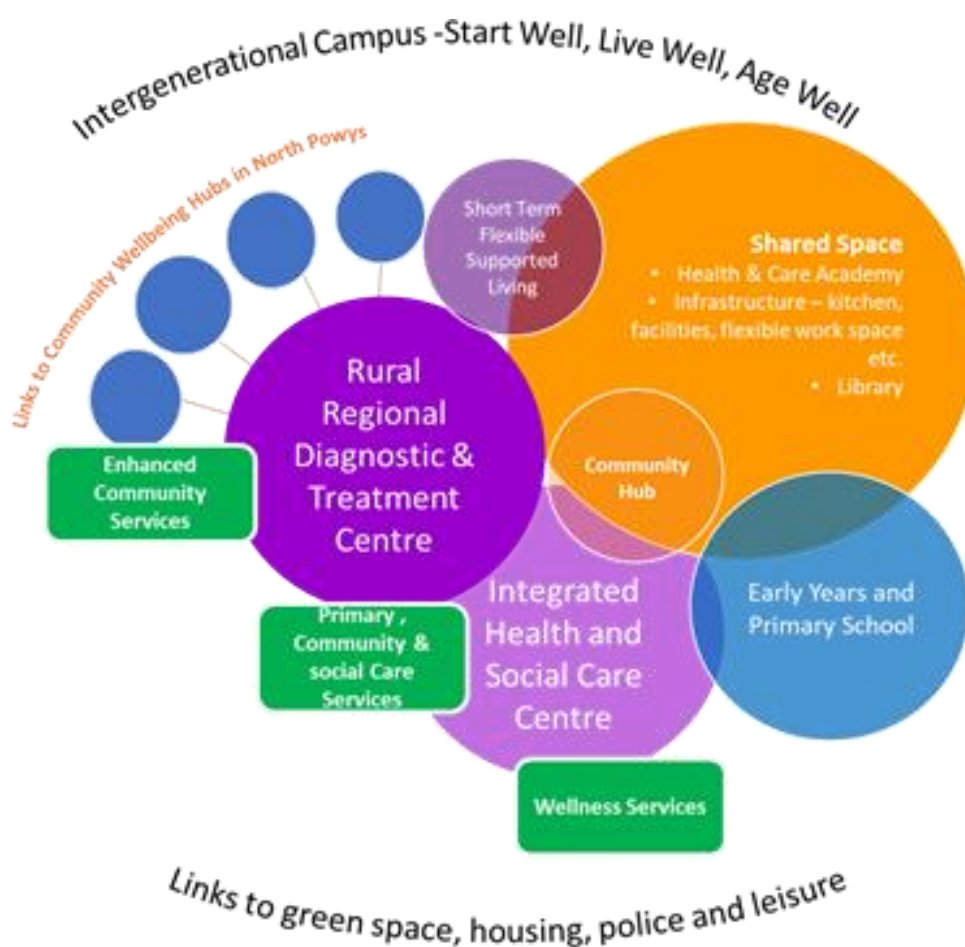 Intergenerational Campus -Start Well, Live Well, Age Well
Links to Community Wellbeing Hubs in North Powys
Short Term
Flexible
Supported
Living
Shared Space
• Health & Care Academy
• Infrastructure – kitchen,
facilities, flexible work space
etc.
• Library
Rural
Regional
Diagnostic &
Treatment
Centre
Community
Hub
Enhanced
Community
Services
Early Years and
Primary School
Integrated
Health and
Social Care
Centre
Primary ,
Community &
social Care
Services
Wellness Services
Links to green space, housing, police and leisure